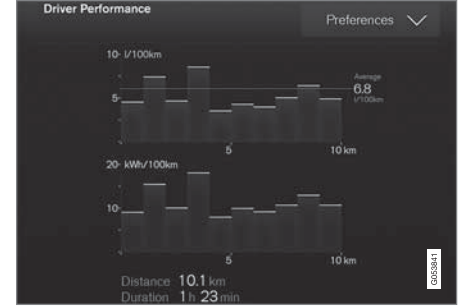 Driver Performance
Preferences
10 l/100km
Average
6.8
l/100km
5
5 10 km
20 kWh/100km
10
5 10 km
G053841
Distance 10.1 km
Duration 1 h 23 min